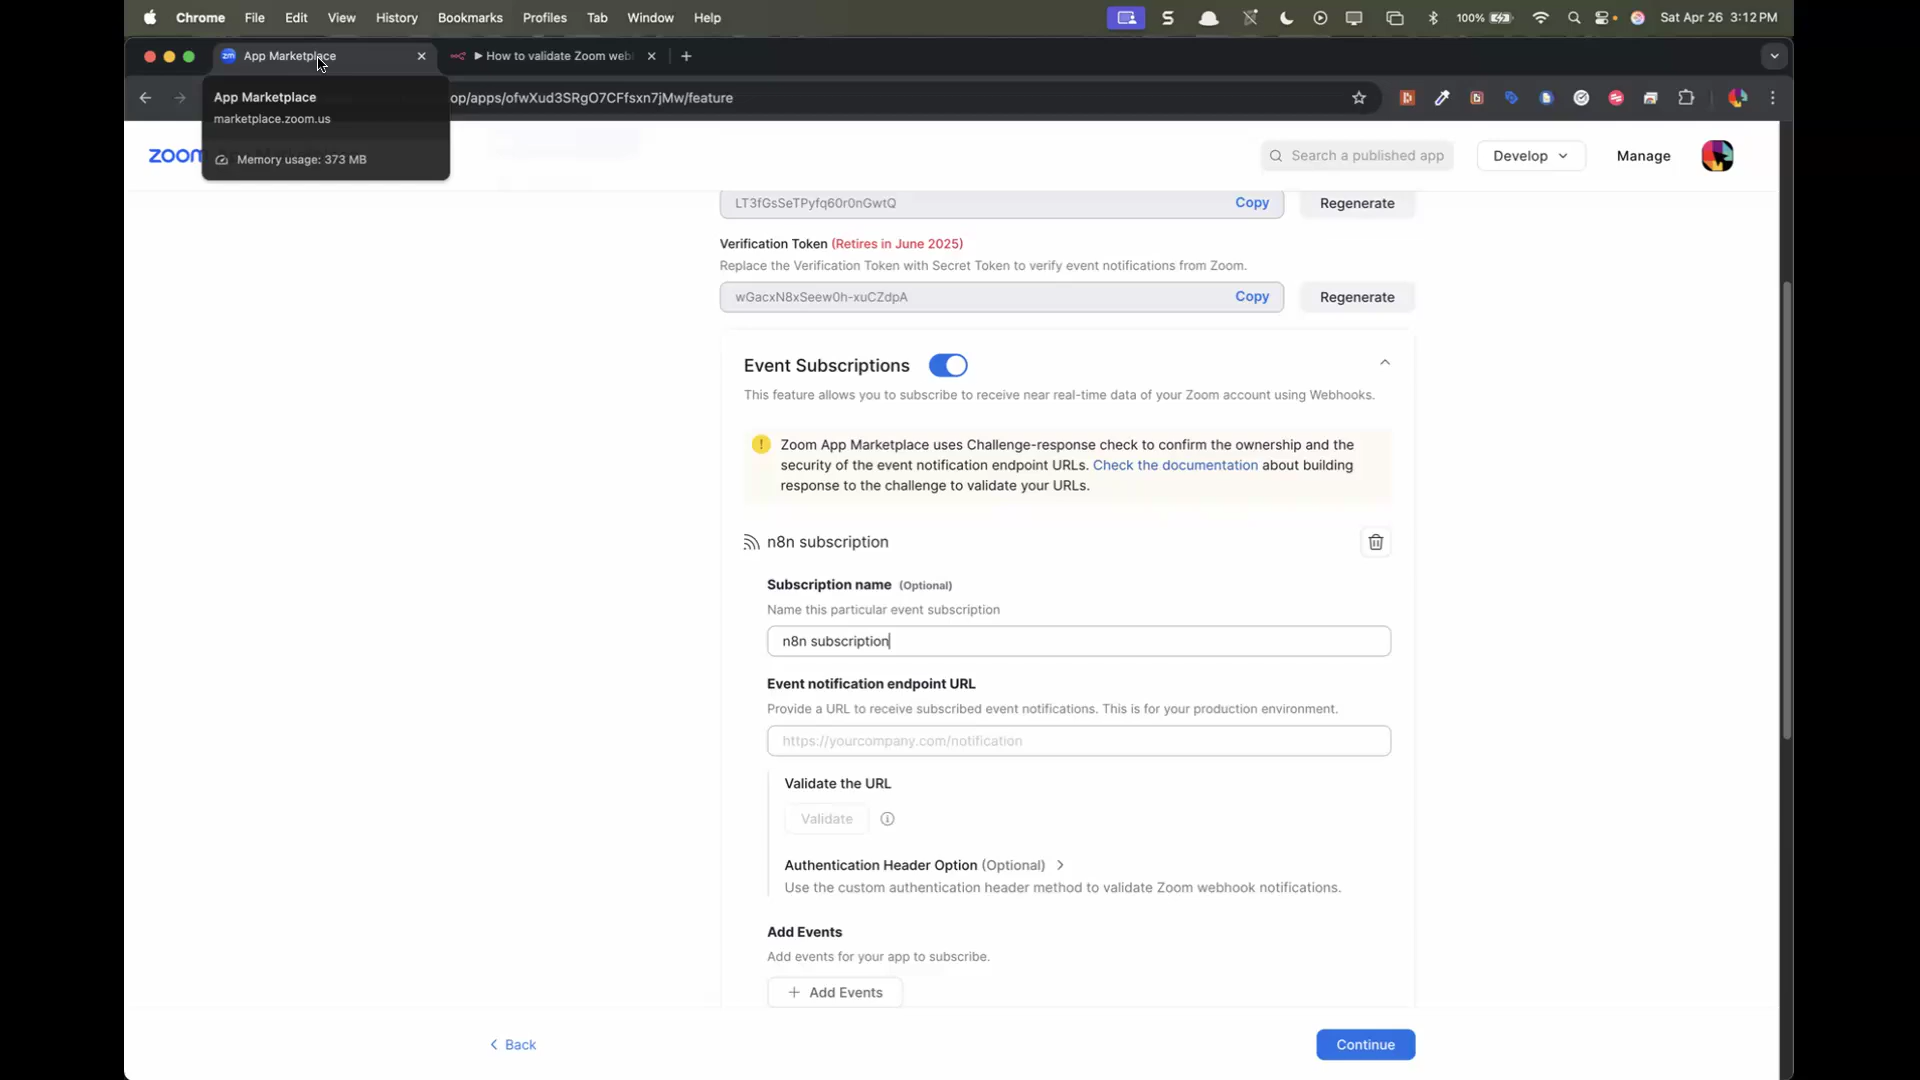 Chrome File Edit View History Bookmarks Profiles Tab Window Help
100% Sat Apr 26 3:12 PM
App Marketplace
▶ How to validate Zoom web
op/apps/ofwXud3SRgO7CFfsxn7jMw/feature
App Marketplace
marketplace.zoom.us
Memory usage: 373 MB
zoom
Search a published app
Develop
Manage
LT3fGsSeTPyfq60r0nGwtQ
Copy
Regenerate
Verification Token (Retires in June 2025)
Replace the Verification Token with Secret Token to verify event notifications from Zoom.
wGacxN8xSeew0h-xuCZdpA
Copy
Regenerate
Event Subscriptions
This feature allows you to subscribe to receive near real-time data of your Zoom account using Webhooks.
Zoom App Marketplace uses Challenge-response check to confirm the ownership and the
security of the event notification endpoint URLs. Check the documentation about building
response to the challenge to validate your URLs.
n8n subscription
Subscription name (Optional)
Name this particular event subscription
n8n subscription
Event notification endpoint URL
Provide a URL to receive subscribed event notifications. This is for your production environment.
https://yourcompany.com/notification
Validate the URL
Validate
Authentication Header Option (Optional)
Use the custom authentication header method to validate Zoom webhook notifications.
Add Events
Add events for your app to subscribe.
+ Add Events
Back
Continue